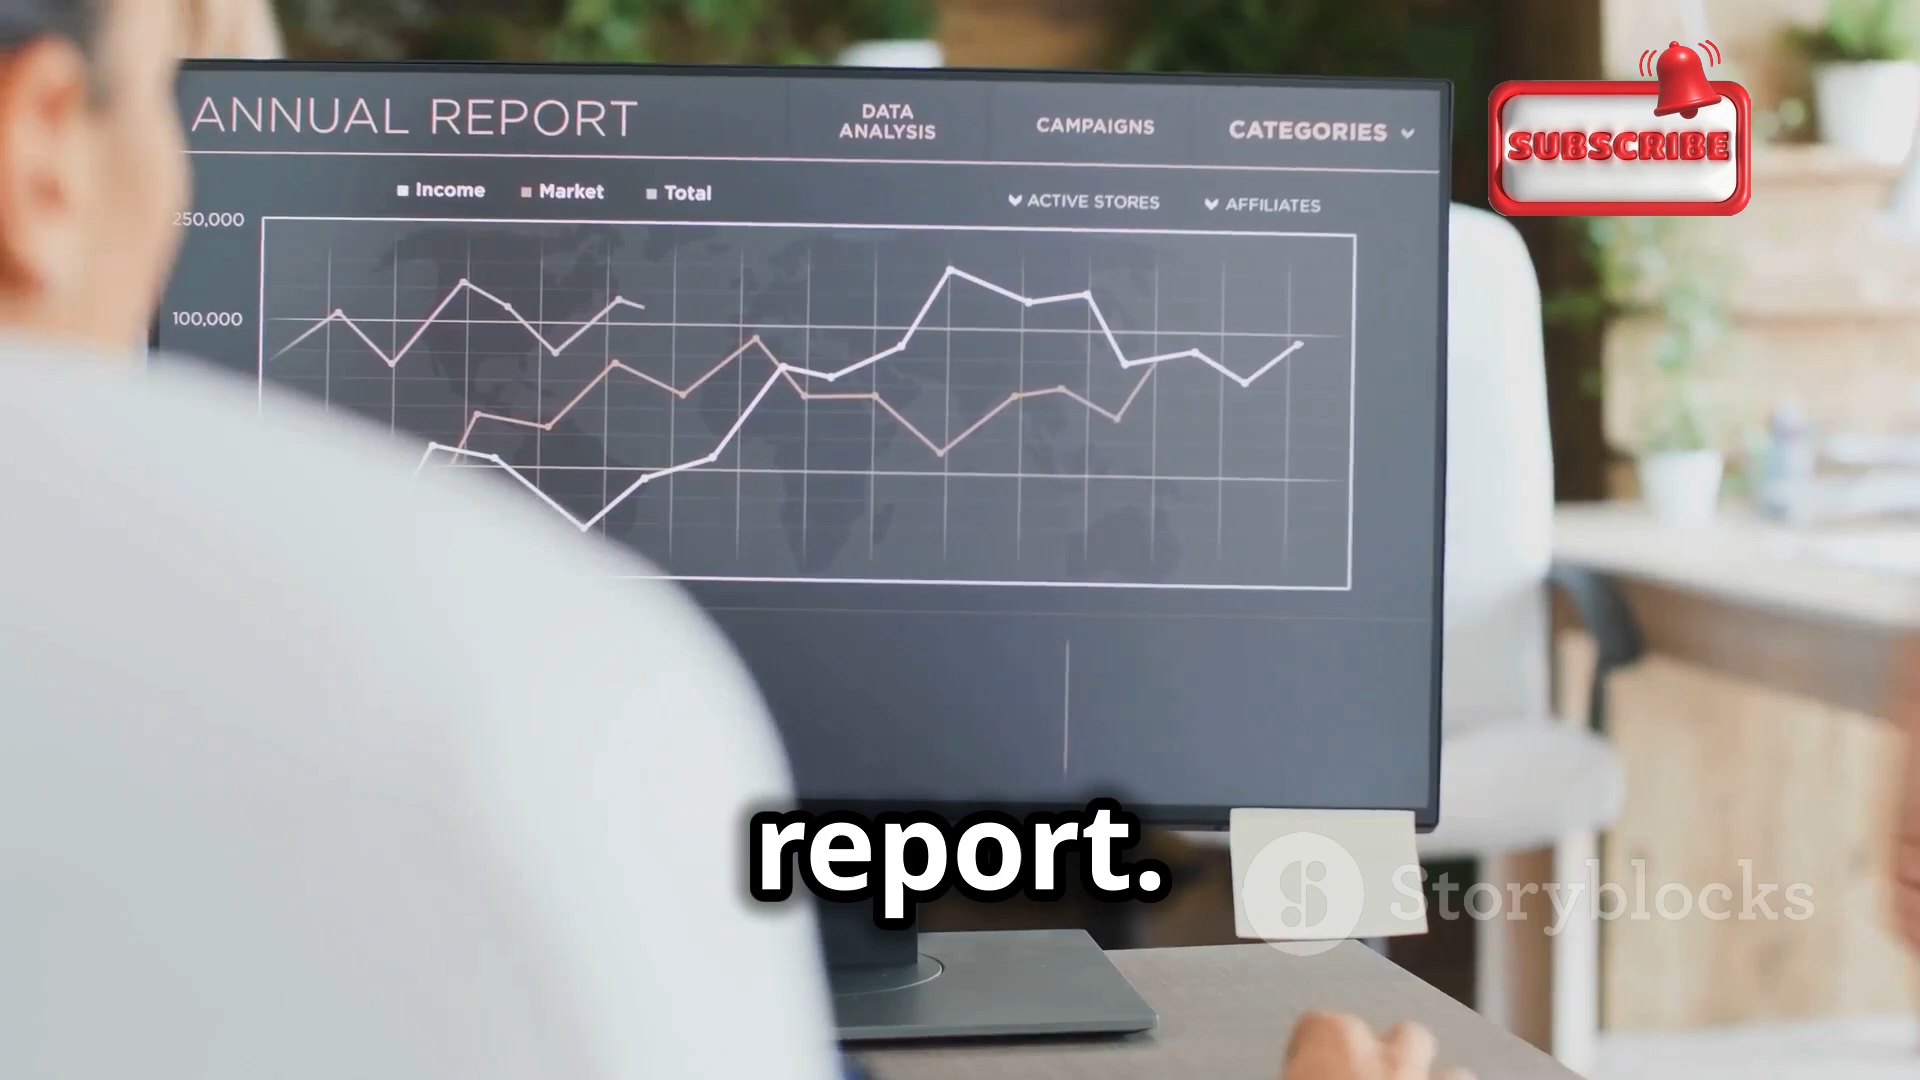 ANNUAL REPORT
DATA
ANALYSIS
CAMPAIGNS
CATEGORIES
SUBSCRIBE
Income
Market
Total
ACTIVE STORES
AFFILIATES
250,000
100,000
report.
Storyblocks